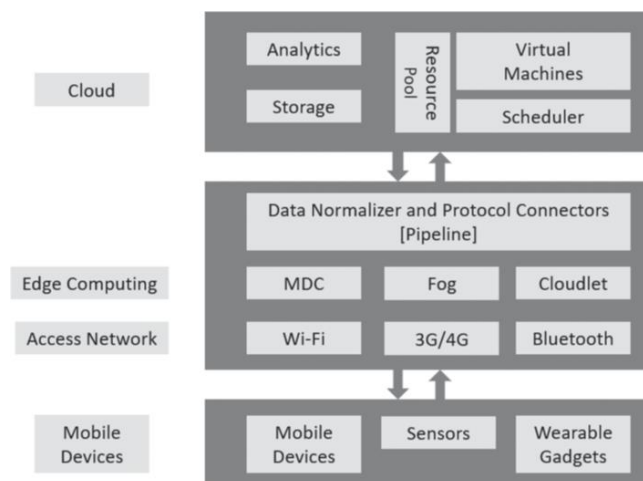 Cloud
Analytics
Storage
Resource
Pool
Virtual
Machines
Scheduler
Data Normalizer and Protocol Connectors
[Pipeline]
Edge Computing
MDC
Fog
Cloudlet
Access Network
Wi-Fi
3G/4G
Bluetooth
Mobile
Devices
Mobile
Devices
Sensors
Wearable
Gadgets